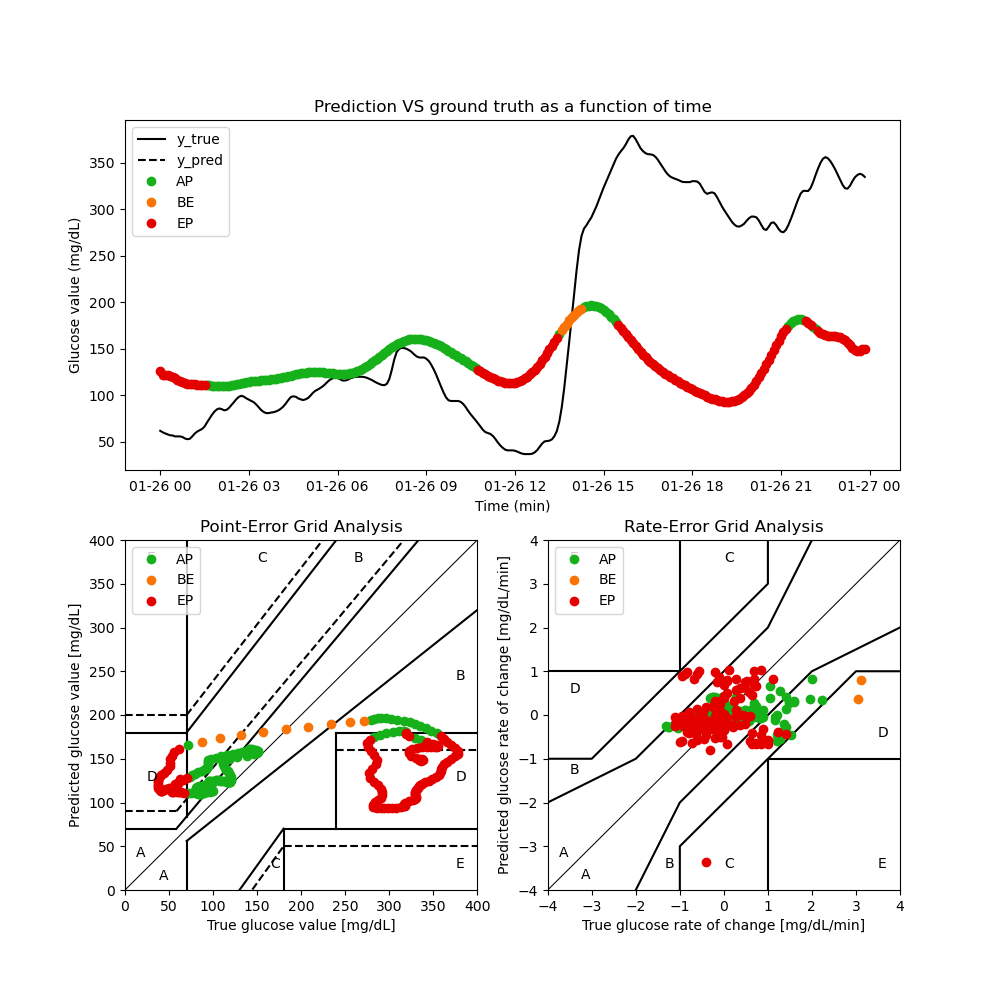 Prediction VS ground truth as a function of time
Glucose value (mg/dL)
350
300
250
200
150
100
50
y_true
y_pred
AP
BE
EP
01-26 00 01-26 03 01-26 06 01-26 09 01-26 12 01-26 15 01-26 18 01-26 21 01-27 00
Time (min)
Point-Error Grid Analysis
Predicted glucose value [mg/dL]
400
350
300
250
200
150
100
50
0
AP
BE
EP
C
B
B
D
D
A
A
C
E
0 50 100 150 200 250 300 350 400
True glucose value [mg/dL]
Rate-Error Grid Analysis
Predicted glucose rate of change [mg/dL/min]
4
3
2
1
0
−1
−2
−3
−4
AP
BE
EP
C
D
D
B
A
A
B
C
E
−4 −3 −2 −1 0 1 2 3 4
True glucose rate of change [mg/dL/min]